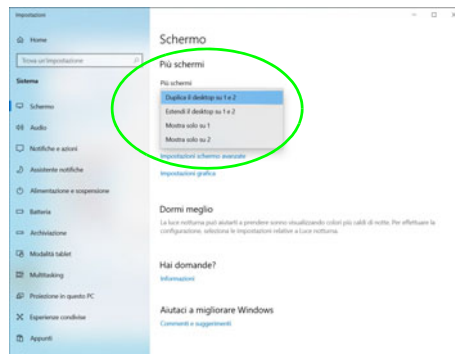 Impostazioni
Home
Trova un'impostazione
Sistema
Schermo
Audio
Notifiche e azioni
Assistente notifiche
Alimentazione e sospensione
Batteria
Archiviazione
Modalità tablet
Multitasking
Proiezione in questo PC
Esperienze condivise
Appunti
Schermo
Più schermi
Più schermi
Duplica il desktop su 1 e 2
Estendi il desktop su 1 e 2
Mostra solo su 1
Mostra solo su 2
Impostazioni schermo avanzate
Impostazioni grafica
Dormi meglio
La luce notturna può aiutarti a prendere sonno visualizzando colori più caldi di notte. Per effettuare la
configurazione, seleziona le impostazioni relative a Luce notturna.
Hai domande?
Informazioni
Aiutaci a migliorare Windows
Commenti e suggerimenti